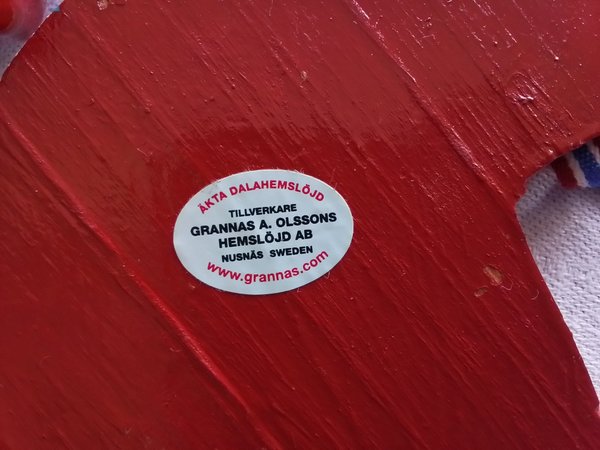 ÄKTA DALAHEMSLÖJD
TILLVERKARE
GRANNAS A. OLSSONS
HEMSLÖJD AB
NUSNÄS SWEDEN
www.grannas.com